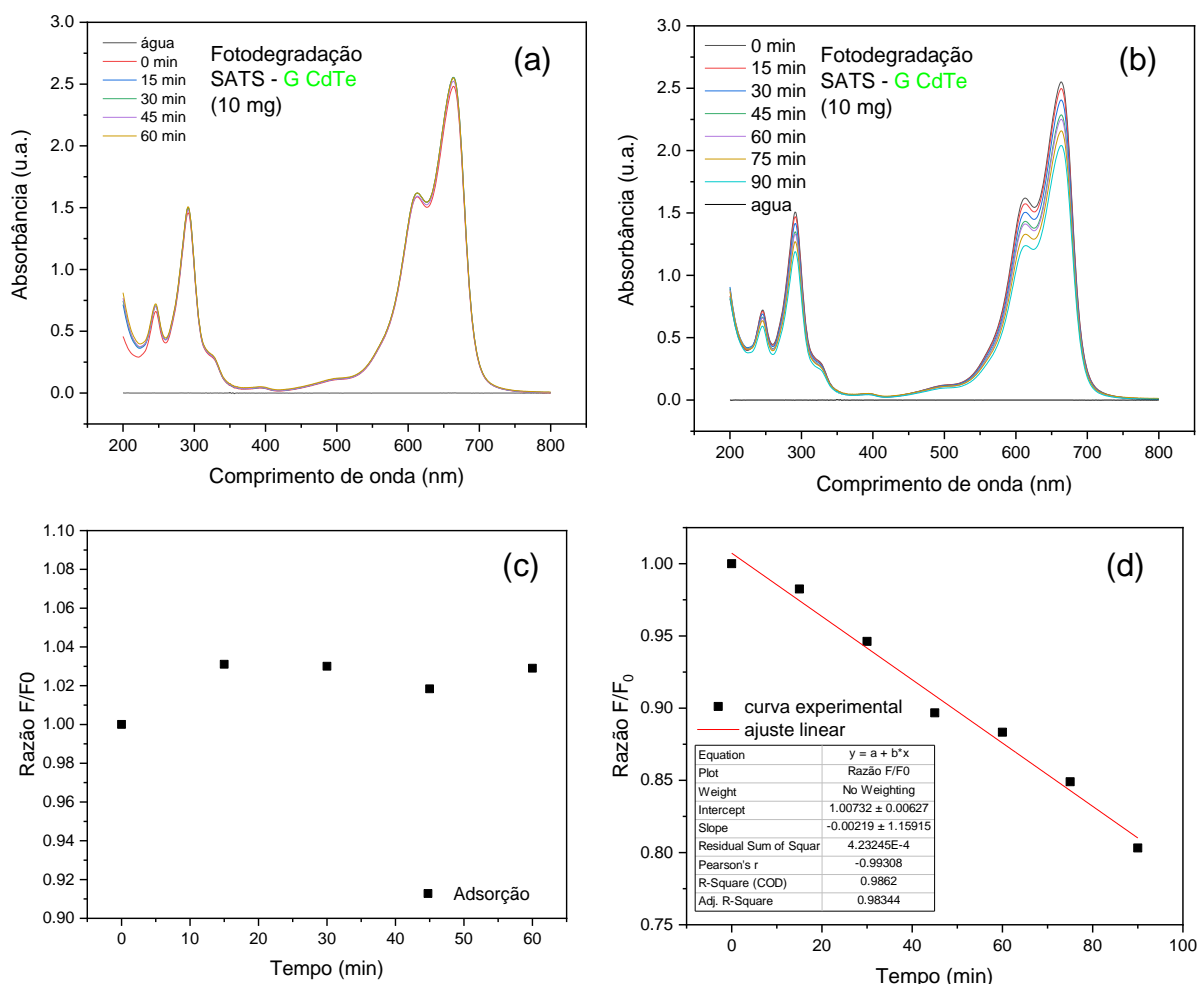 (a)
água
0 min
15 min
30 min
45 min
60 min
Fotodegradação
SATS - G CdTe
(10 mg)
3.0
2.5
2.0
1.5
1.0
0.5
0.0
Absorbância (u.a.)
200 300 400 500 600 700 800
Comprimento de onda (nm)
(b)
0 min
15 min
30 min
45 min
60 min
75 min
90 min
agua
Fotodegradação
SATS - G CdTe
(10 mg)
3.0
2.5
2.0
1.5
1.0
0.5
0.0
Absorbância (u.a.)
200 300 400 500 600 700 800
Comprimento de onda (nm)
(c)
1.10
1.08
1.06
1.04
1.02
1.00
0.98
0.96
0.94
0.92
0.90
Razão F/F0
Adsorção
0 10 20 30 40 50 60
Tempo (min)
(d)
1.00
0.95
0.90
0.85
0.80
0.75
Razão F/F₀
curva experimental
ajuste linear
Equation y = a + b*x
Plot Razão F/F0
Weight No Weighting
Intercept 1.00732 ± 0.00627
Slope -0.00219 ± 1.15915
Residual Sum of Squar 4.23245E-4
Pearson's r -0.99308
R-Square (COD) 0.9862
Adj. R-Square 0.98344
0 20 40 60 80 100
Tempo (min)